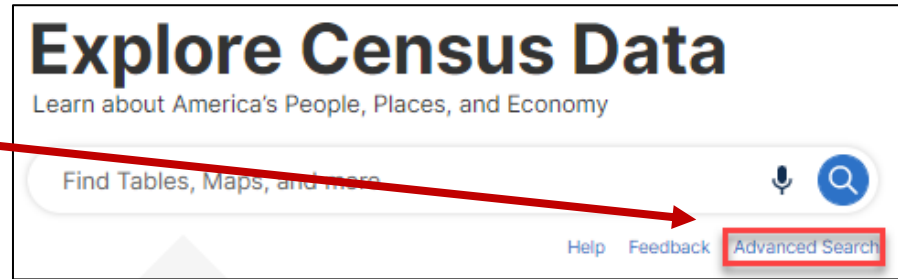 Explore Census Data
Learn about America's People, Places, and Economy
Find Tables, Maps, and more
Help Feedback Advanced Search